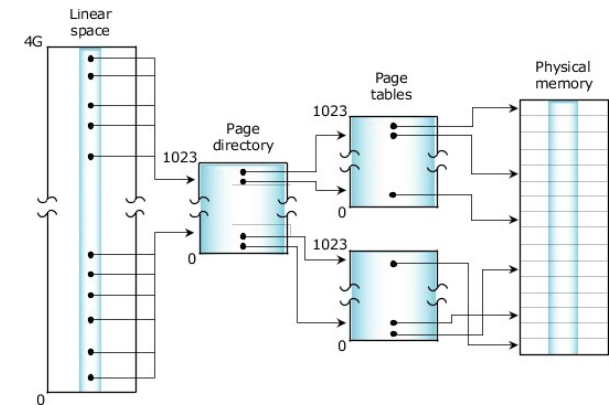 Linear
space
4G
0
Page
directory
1023
0
Page
tables
1023
0
1023
0
Physical
memory